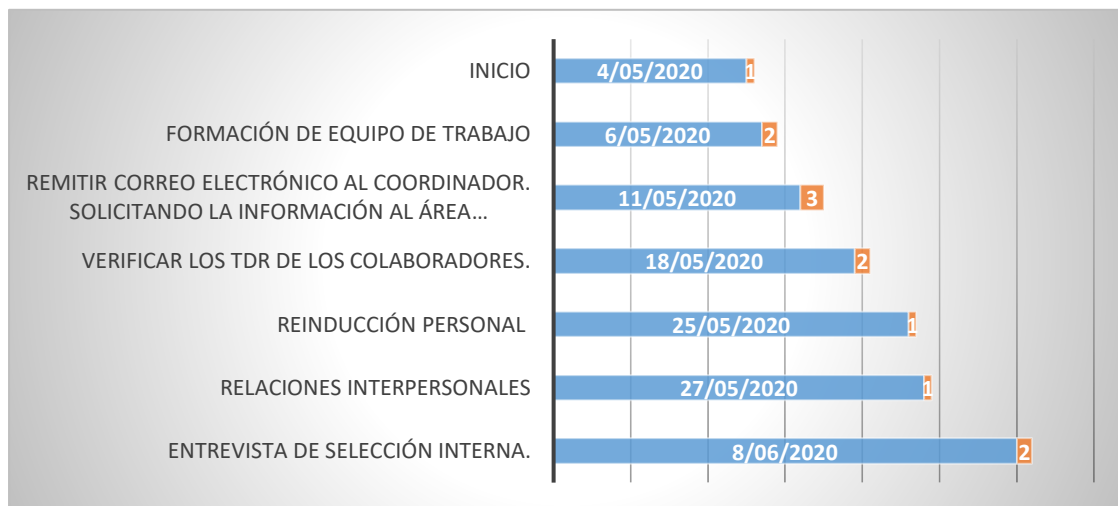 INICIO
4/05/2020 1
FORMACIÓN DE EQUIPO DE TRABAJO
6/05/2020 2
REMITIR CORREO ELECTRÓNICO AL COORDINADOR.
SOLICITANDO LA INFORMACIÓN AL ÁREA...
11/05/2020 3
VERIFICAR LOS TDR DE LOS COLABORADORES.
18/05/2020 2
REINDUCCIÓN PERSONAL
25/05/2020 1
RELACIONES INTERPERSONALES
27/05/2020 1
ENTREVISTA DE SELECCIÓN INTERNA.
8/06/2020 2